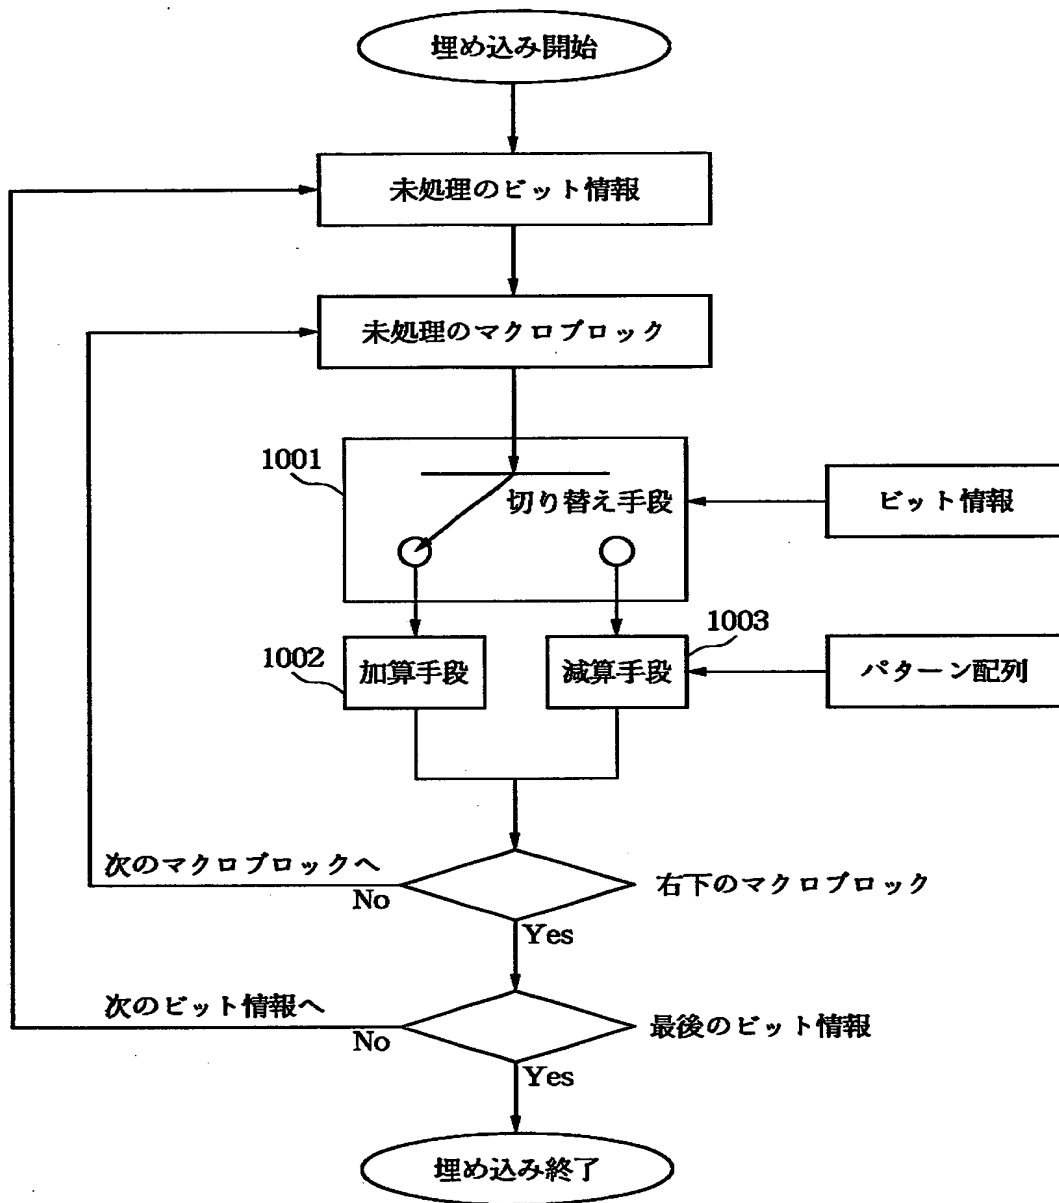 埋め込み開始
未処理のビット情報
未処理のマクロブロック
1001
切り替え手段
ビット情報
1002
加算手段
1003
減算手段
パターン配列
次のマクロブロックへ
No
右下のマクロブロック
Yes
次のビット情報へ
No
最後のビット情報
Yes
埋め込み終了